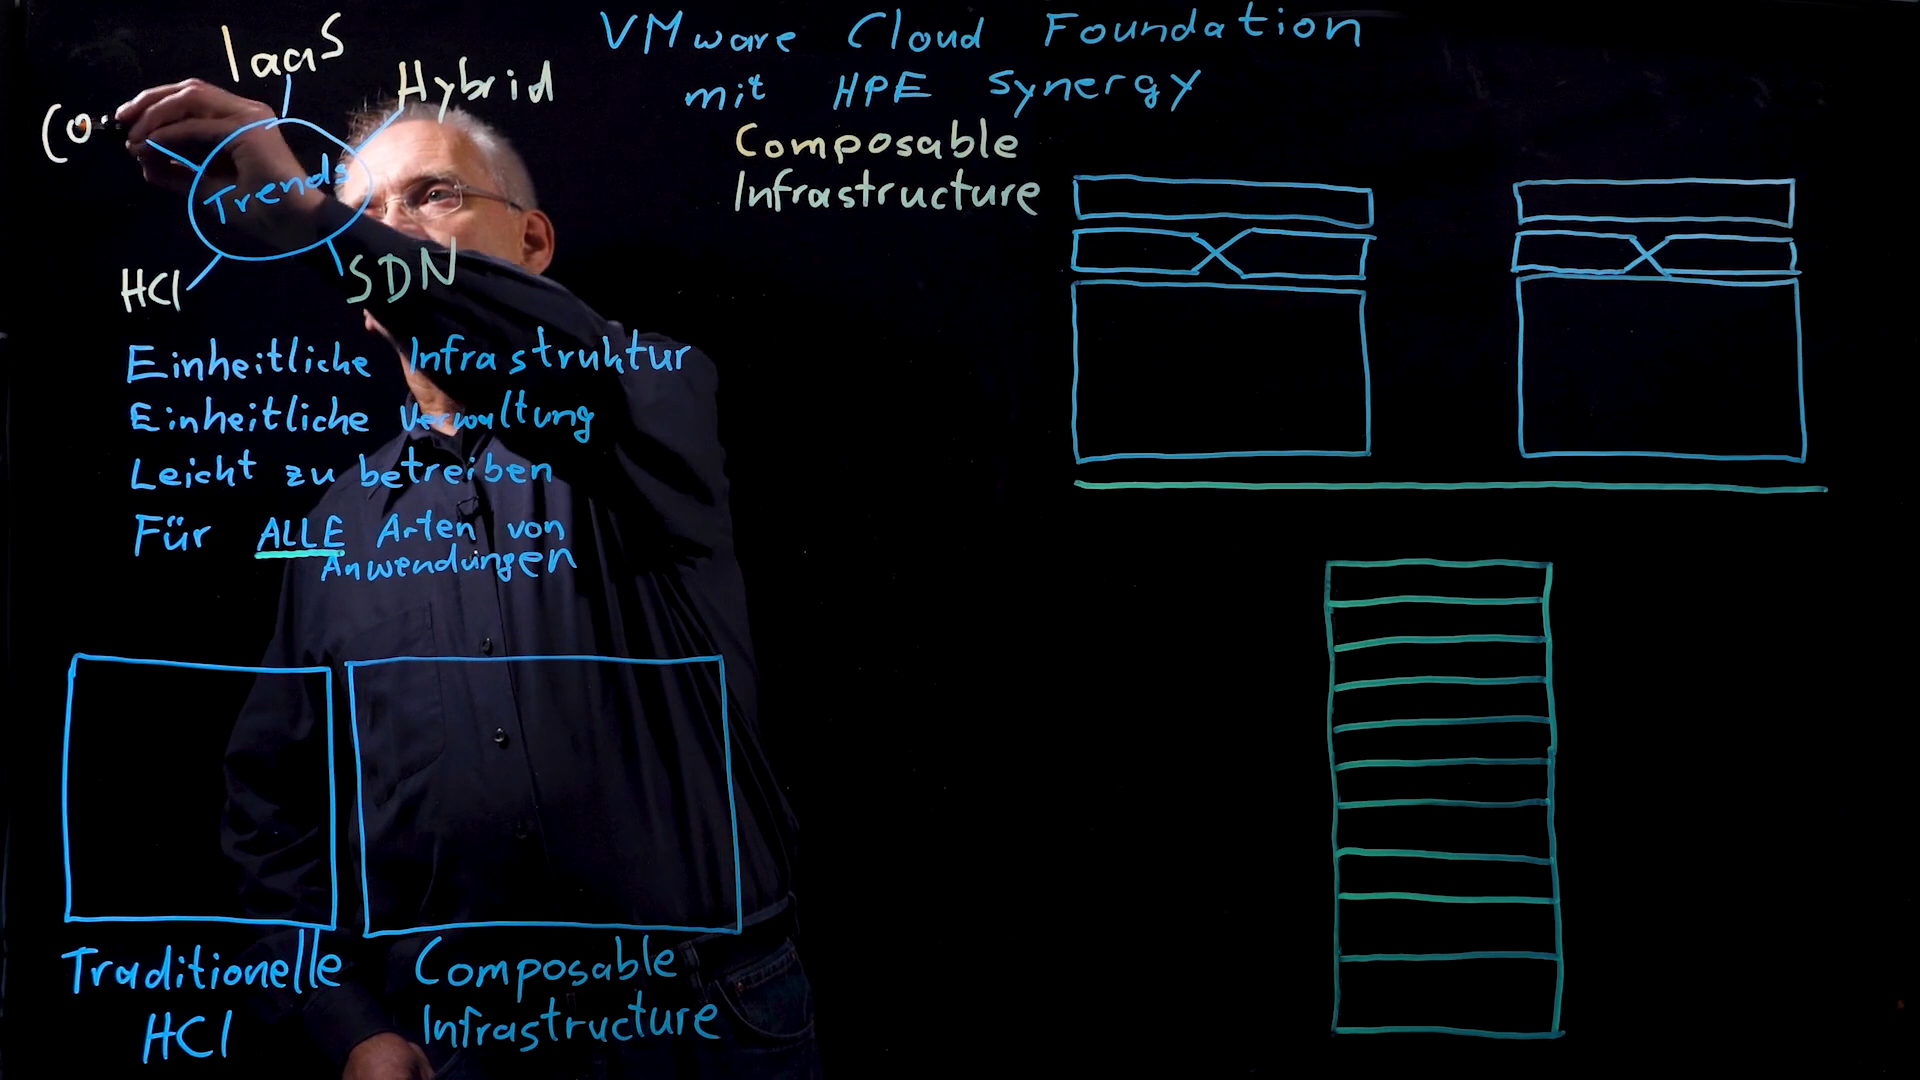 VMware Cloud Foundation
mit HPE Synergy
Composable
Infrastructure
IaaS
Hybrid
Co
Trends
HCI
SDN
Einheitliche Infrastruktur
Einheitliche Verwaltung
Leicht zu betreiben
Für ALLE Arten von
Anwendungen
Traditionelle
HCI
Composable
Infrastructure